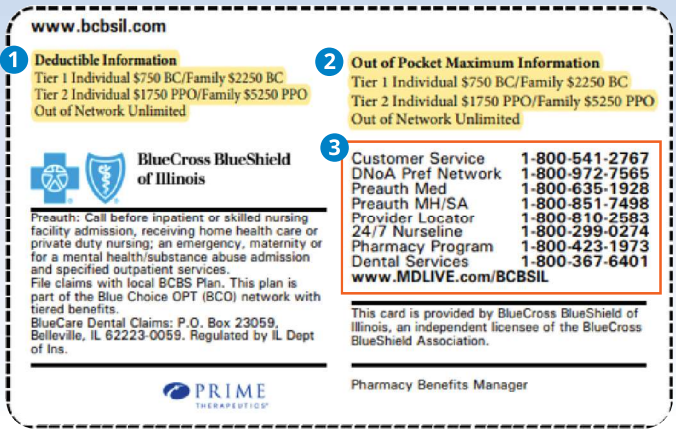 www.bcbsil.com
1
Deductible Information
Tier 1 Individual $750 BC/Family $2250 BC
Tier 2 Individual $1750 PPO/Family $5250 PPO
Out of Network Unlimited
2
Out of Pocket Maximum Information
Tier 1 Individual $750 BC/Family $2250 BC
Tier 2 Individual $1750 PPO/Family $5250 PPO
Out of Network Unlimited
BlueCross BlueShield
of Illinois
Preauth: Call before inpatient or skilled nursing
facility admission, receiving home health care or
private duty nursing; an emergency, maternity or
for a mental health/substance abuse admission
and specified outpatient services.
File claims with local BCBS Plan. This plan is
part of the Blue Choice OPT (BCO) network with
tiered benefits.
BlueCare Dental Claims: P.O. Box 23059,
Belleville, IL 62223-0059. Regulated by IL Dept
of Ins.
3
Customer Service 1-800-541-2767
DNoA Pref Network 1-800-972-7565
Preauth Med 1-800-635-1928
Preauth MH/SA 1-800-851-7498
Provider Locator 1-800-810-2583
24/7 Nurseline 1-800-299-0274
Pharmacy Program 1-800-423-1973
Dental Services 1-800-367-6401
www.MDLIVE.com/BCBSIL
This card is provided by BlueCross BlueShield of
Illinois, an independent licensee of the BlueCross
BlueShield Association.
PRIME
THERAPEUTICS
Pharmacy Benefits Manager